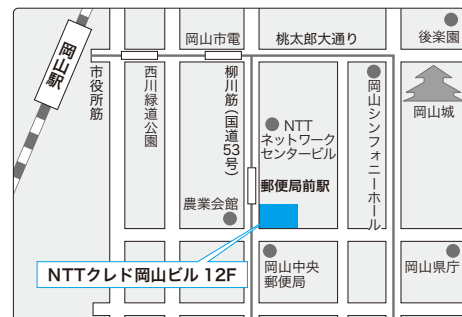 岡山市電
桃太郎大通り
後楽園
岡山駅
市役所筋
西川緑道公園
柳川筋(国道53号)
NTT
ネットワーク
センタービル
岡山シンフォニーホール
岡山城
郵便局前駅
農業会館
NTTクレド岡山ビル 12F
岡山中央
郵便局
岡山県庁